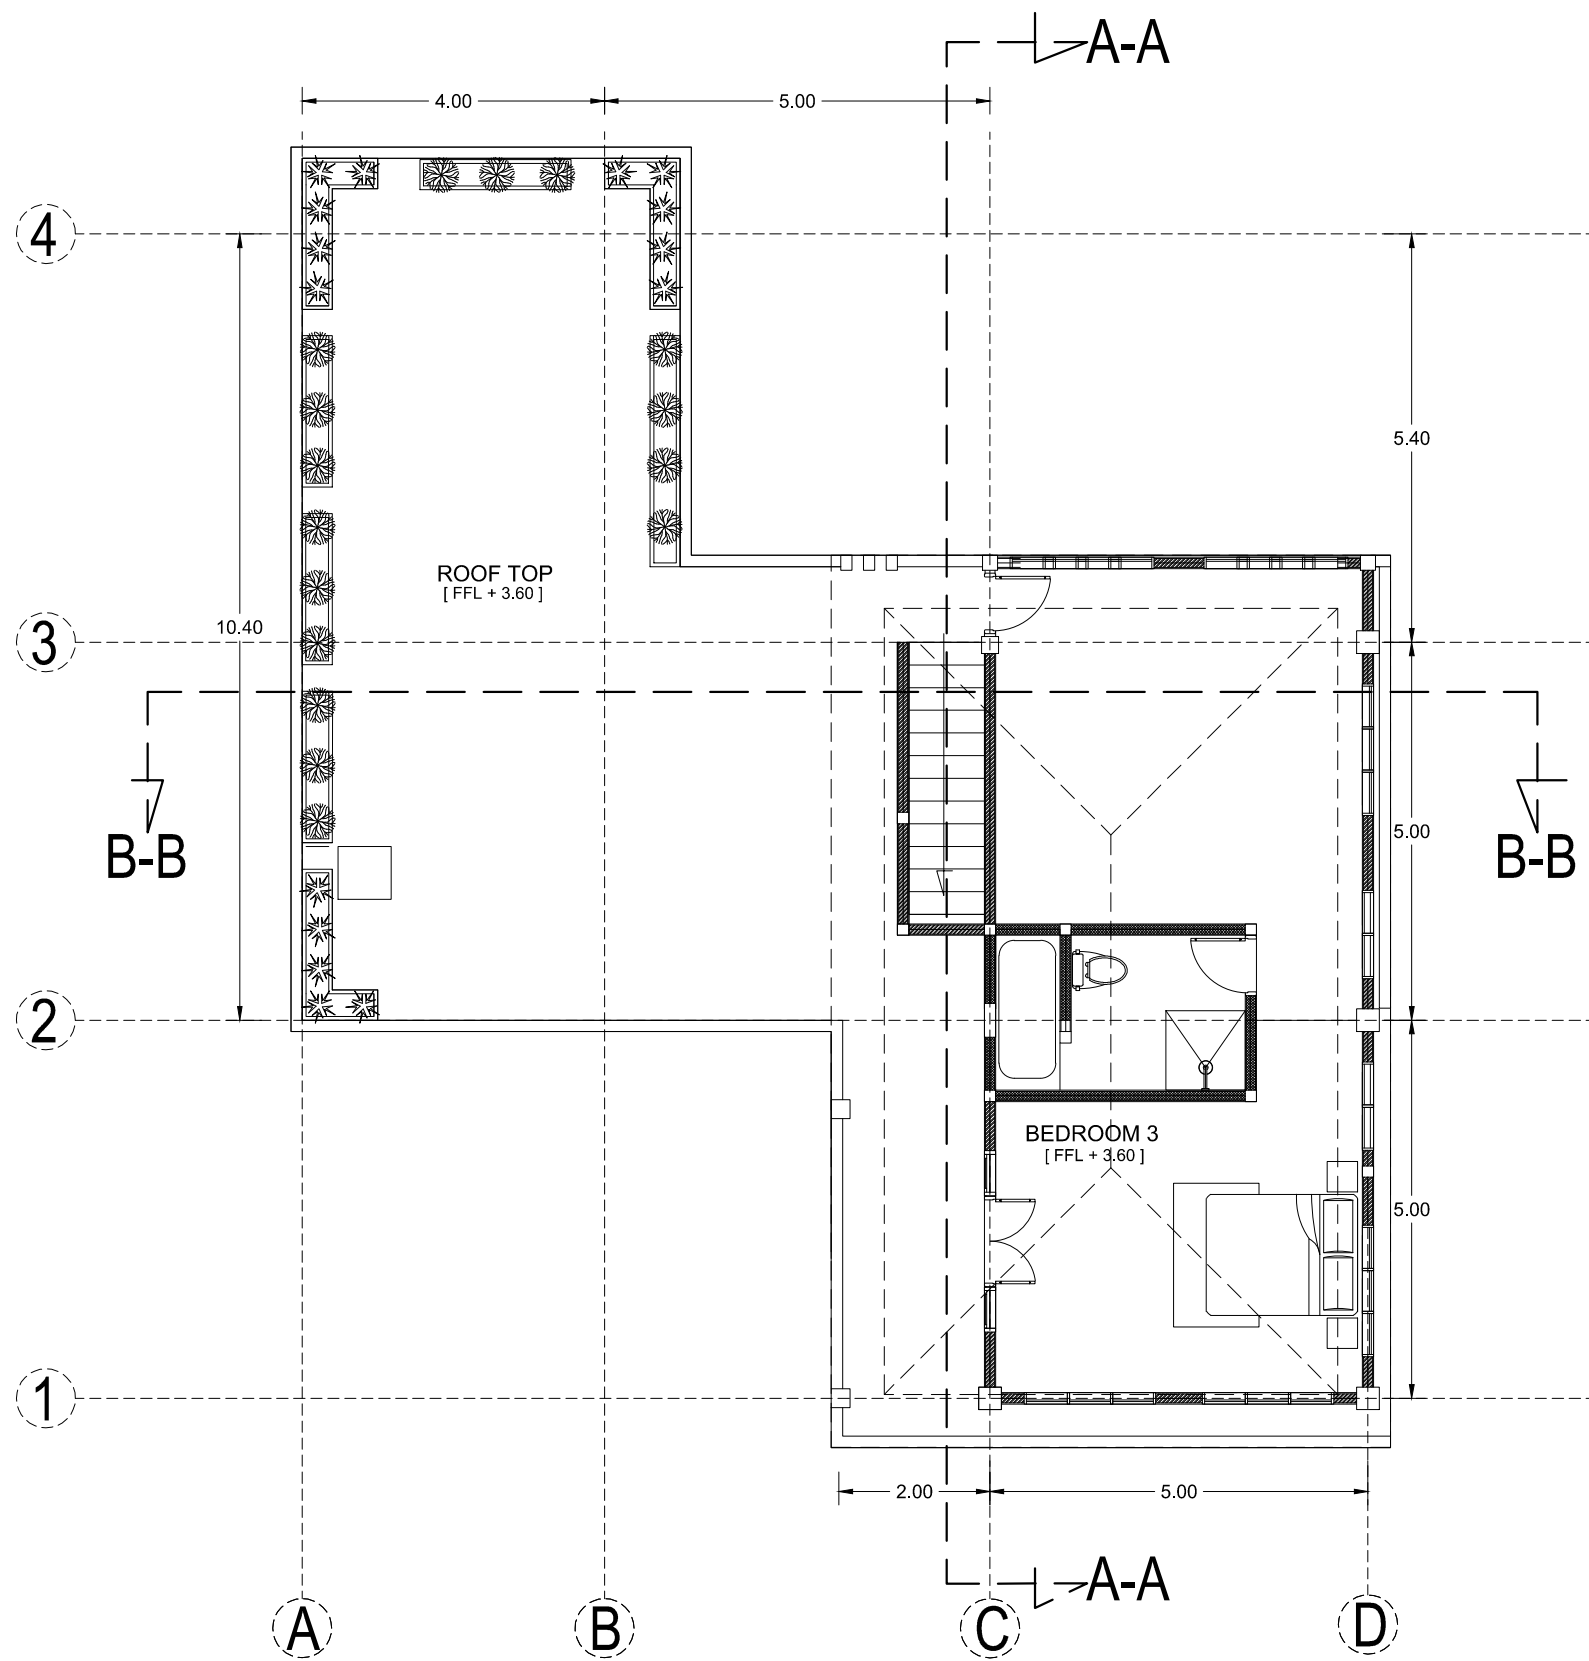 A-A
4.00
5.00
4
5.40
ROOF TOP
[ FFL + 3.60 ]
10.40
3
B-B
5.00
B-B
2
BEDROOM 3
[ FFL + 3.60 ]
5.00
1
2.00
5.00
A-A
A
B
C
D